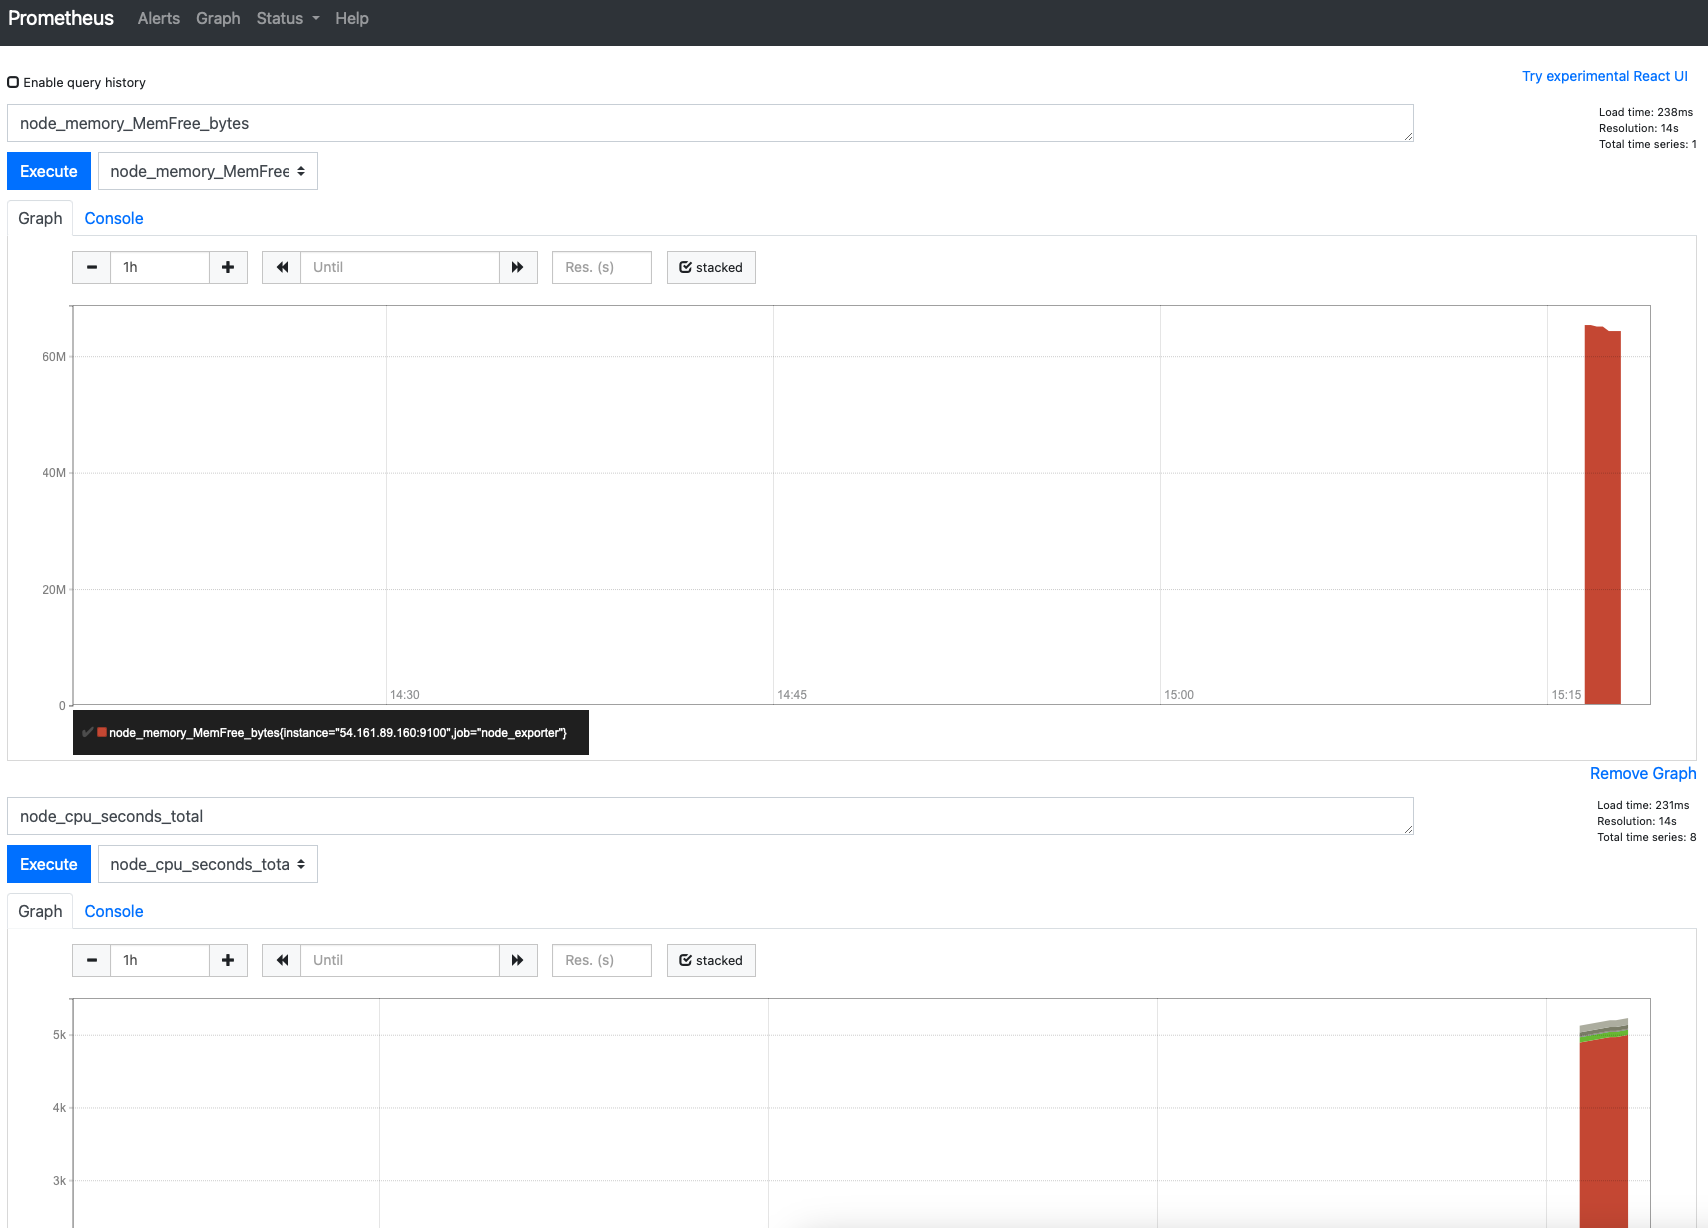 Prometheus Alerts Graph Status Help
Enable query history
Try experimental React UI
node_memory_MemFree_bytes
Load time: 238ms
Resolution: 14s
Total time series: 1
Execute node_memory_MemFree
Graph Console
1h Until Res. (s) stacked
60M
40M
20M
0
14:30 14:45 15:00 15:15
node_memory_MemFree_bytes{instance="54.161.89.160:9100",job="node_exporter"}
Remove Graph
node_cpu_seconds_total
Load time: 231ms
Resolution: 14s
Total time series: 8
Execute node_cpu_seconds_tota
Graph Console
1h Until Res. (s) stacked
5k
4k
3k